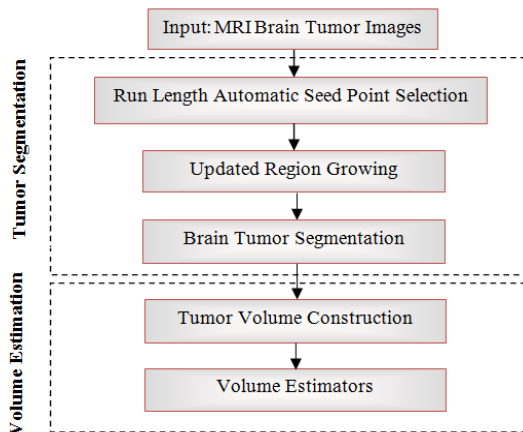 Input: MRI Brain Tumor Images
Tumor Segmentation
Run Length Automatic Seed Point Selection
Updated Region Growing
Brain Tumor Segmentation
Volume Estimation
Tumor Volume Construction
Volume Estimators